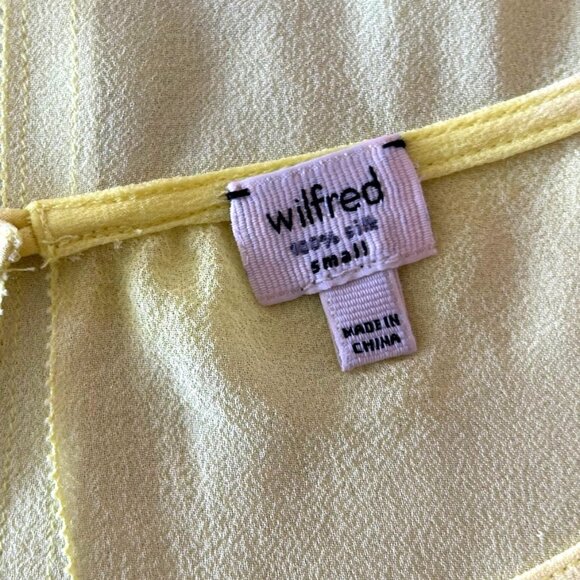 wilfred
100% silk
small
MADE IN
CHINA